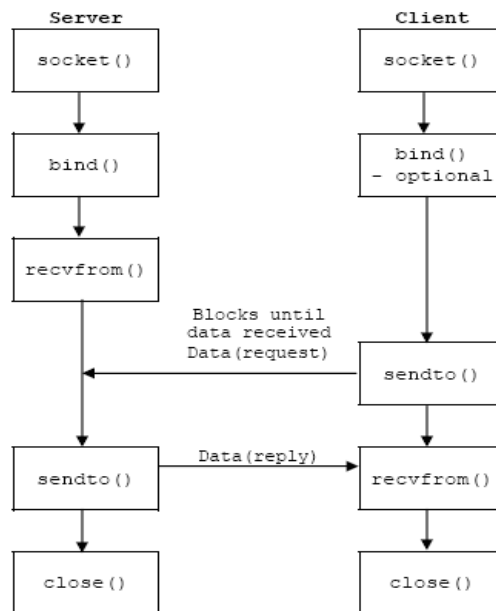 Server
Client
socket()
socket()
bind()
bind()
- optional
recvfrom()
Blocks until
data received
Data(request)
sendto()
Data(reply)
sendto()
recvfrom()
close()
close()